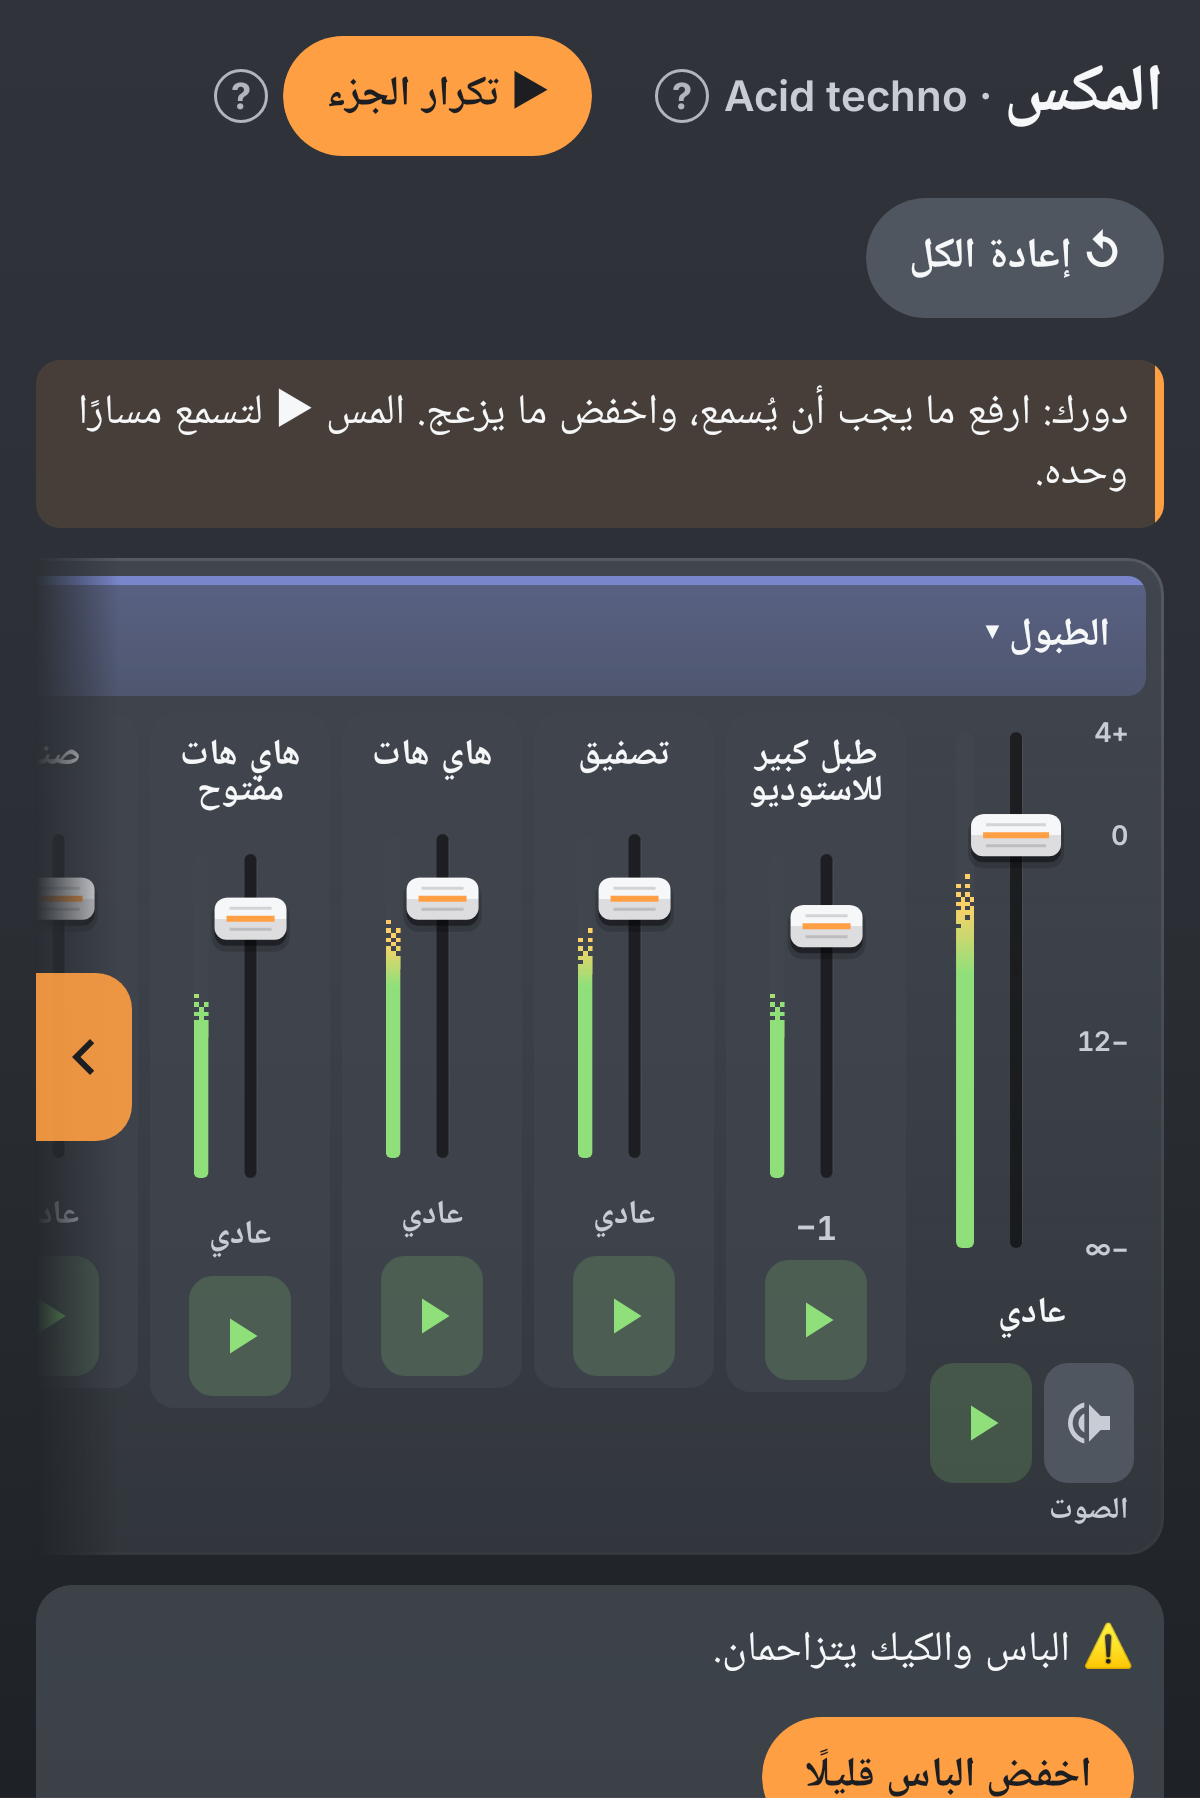 المكس · Acid techno ?
▶ تكرار الجزء ?
إعادة الكل
دورك: ارفع ما يجب أن يُسمع، واخفض ما يزعج. المس ▶ لتسمع مسارًا
وحده.
الطبول ▾
+4
0
−12
−∞
عادي
الصوت
طبل كبير
للاستوديو
−1
تصفيق
عادي
هاي هات
عادي
هاي هات
مفتوح
عادي
⚠️ الباس والكيك يتزاحمان.
اخفض الباس قليلًا